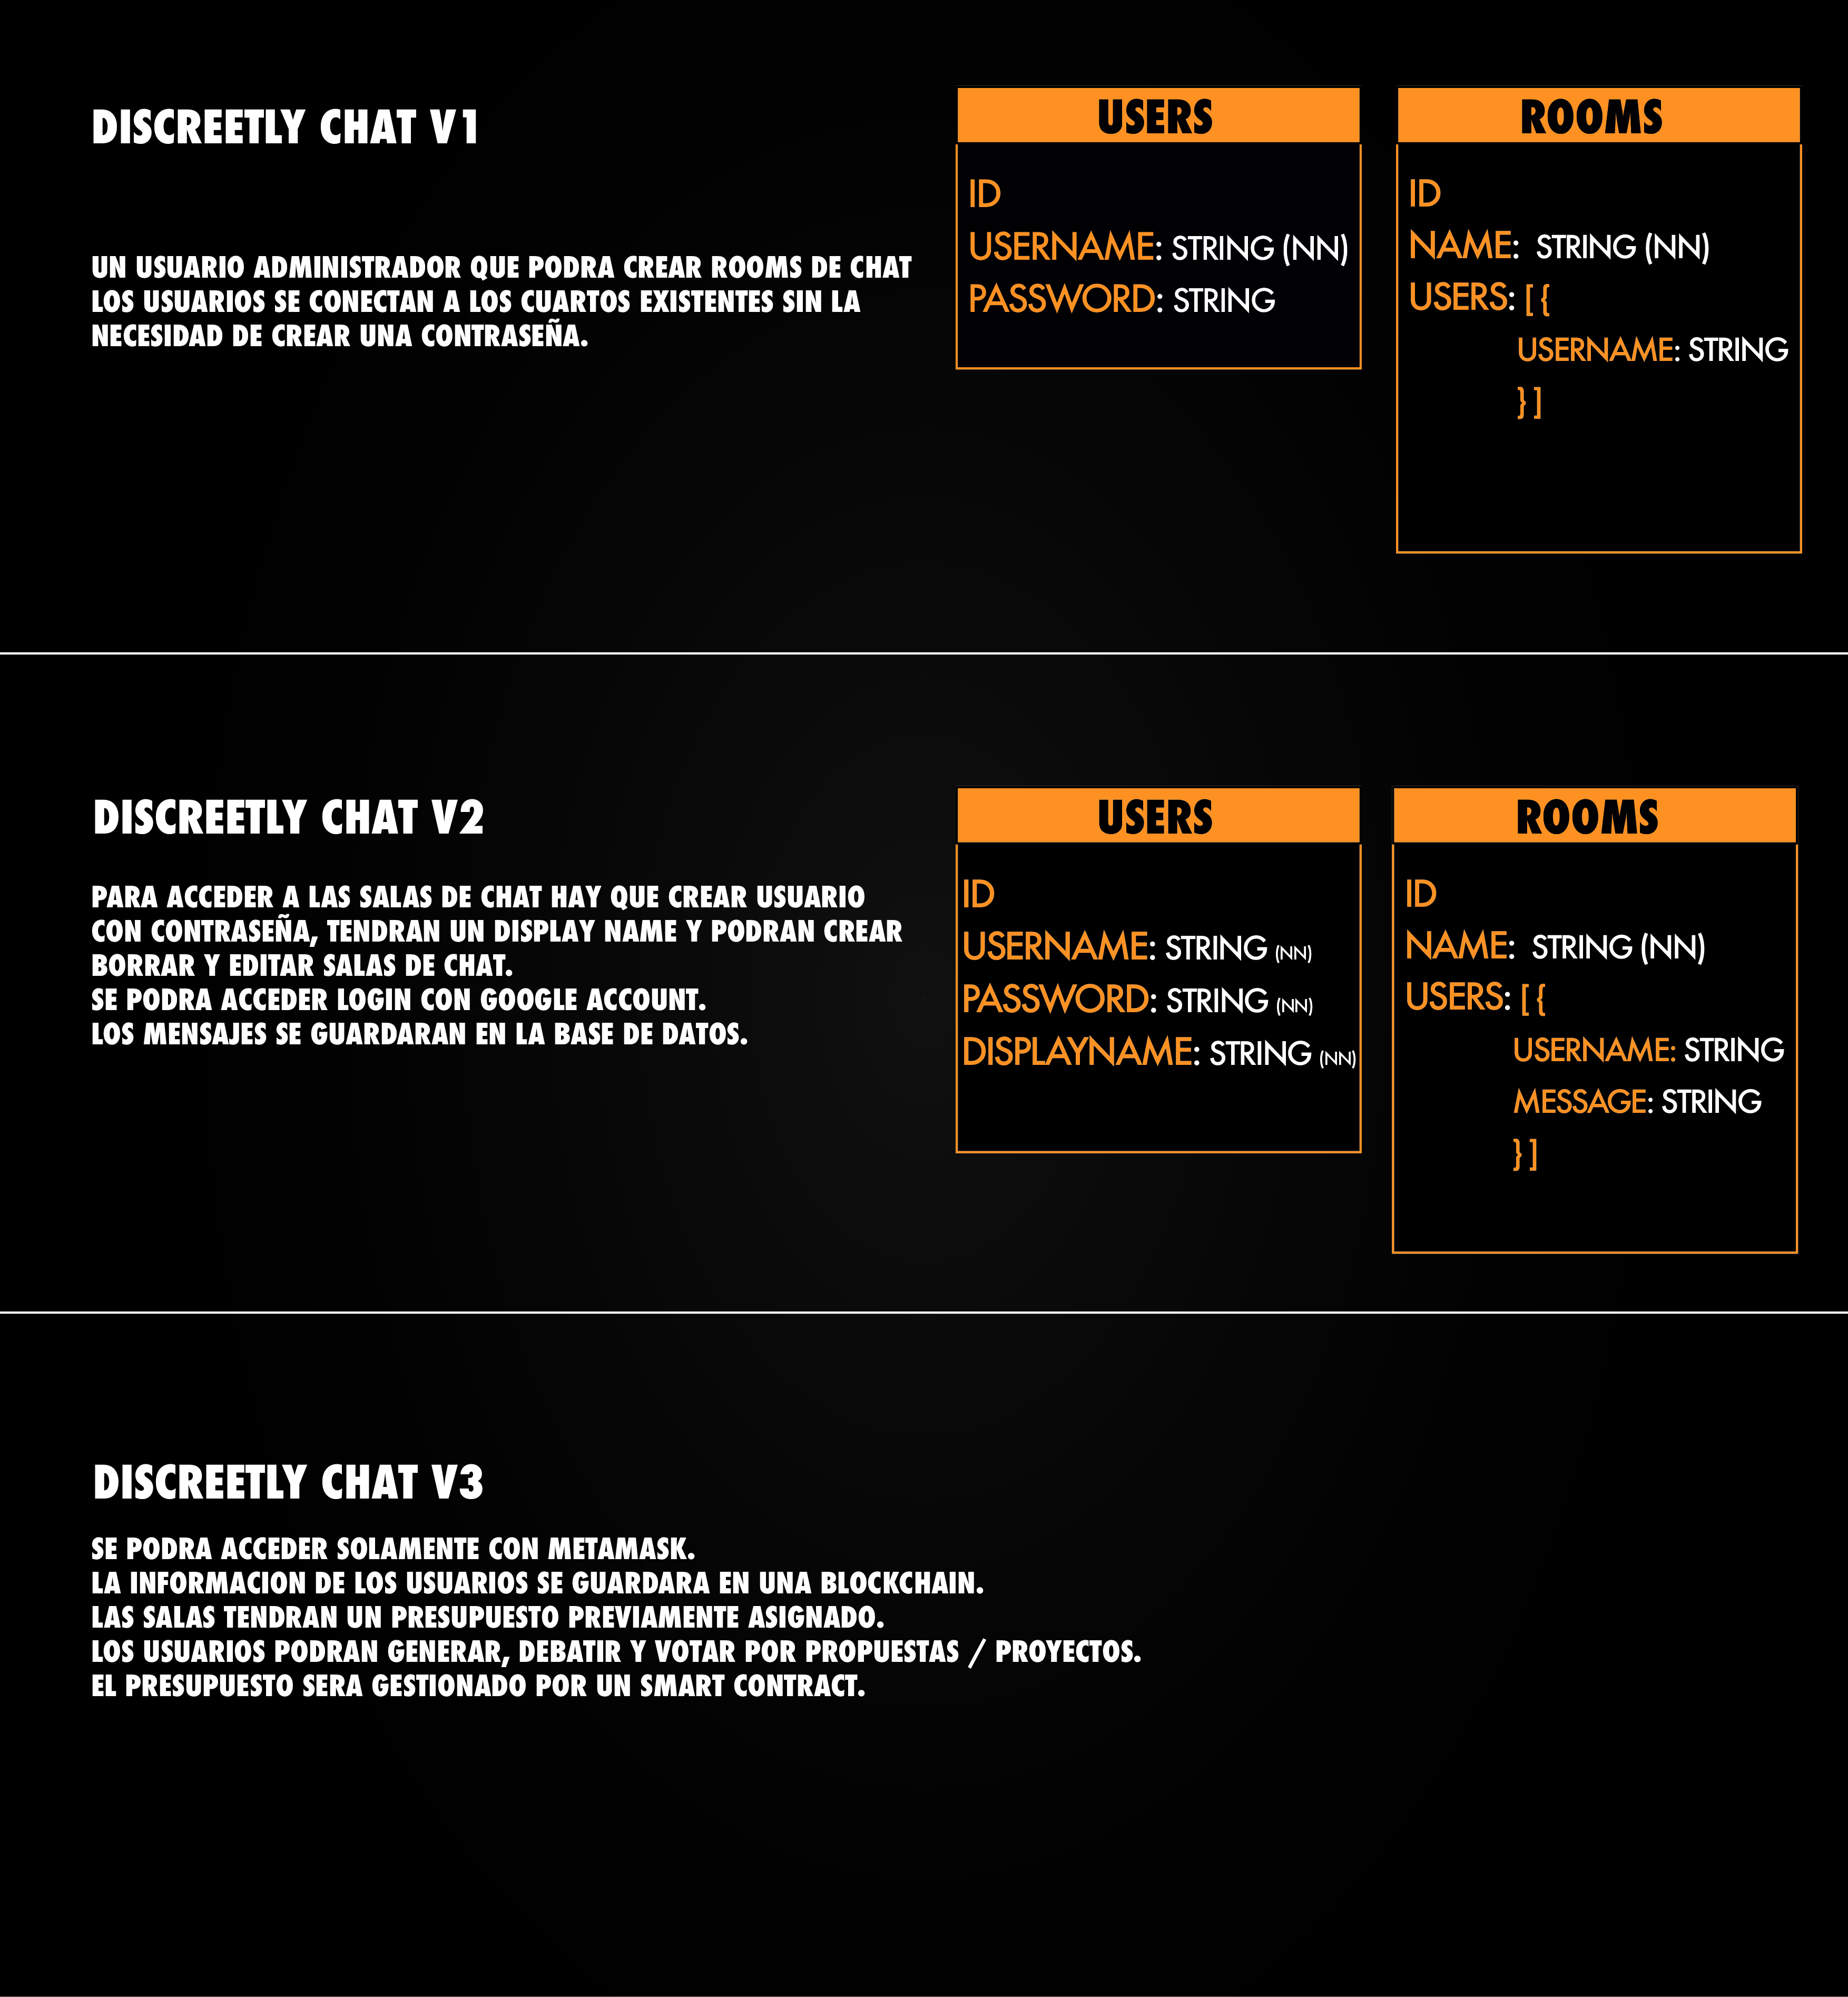 DISCREETLY CHAT V1
UN USUARIO ADMINISTRADOR QUE PODRA CREAR ROOMS DE CHAT
LOS USUARIOS SE CONECTAN A LOS CUARTOS EXISTENTES SIN LA
NECESIDAD DE CREAR UNA CONTRASEÑA.
USERS
ID
USERNAME: STRING (NN)
PASSWORD: STRING
ROOMS
ID
NAME: STRING (NN)
USERS: [ {
USERNAME: STRING
} ]
DISCREETLY CHAT V2
PARA ACCEDER A LAS SALAS DE CHAT HAY QUE CREAR USUARIO
CON CONTRASEÑA, TENDRAN UN DISPLAY NAME Y PODRAN CREAR
BORRAR Y EDITAR SALAS DE CHAT.
SE PODRA ACCEDER LOGIN CON GOOGLE ACCOUNT.
LOS MENSAJES SE GUARDARAN EN LA BASE DE DATOS.
USERS
ID
USERNAME: STRING (NN)
PASSWORD: STRING (NN)
DISPLAYNAME: STRING (NN)
ROOMS
ID
NAME: STRING (NN)
USERS: [ {
USERNAME: STRING
MESSAGE: STRING
} ]
DISCREETLY CHAT V3
SE PODRA ACCEDER SOLAMENTE CON METAMASK.
LA INFORMACION DE LOS USUARIOS SE GUARDARA EN UNA BLOCKCHAIN.
LAS SALAS TENDRAN UN PRESUPUESTO PREVIAMENTE ASIGNADO.
LOS USUARIOS PODRAN GENERAR, DEBATIR Y VOTAR POR PROPUESTAS / PROYECTOS.
EL PRESUPUESTO SERA GESTIONADO POR UN SMART CONTRACT.